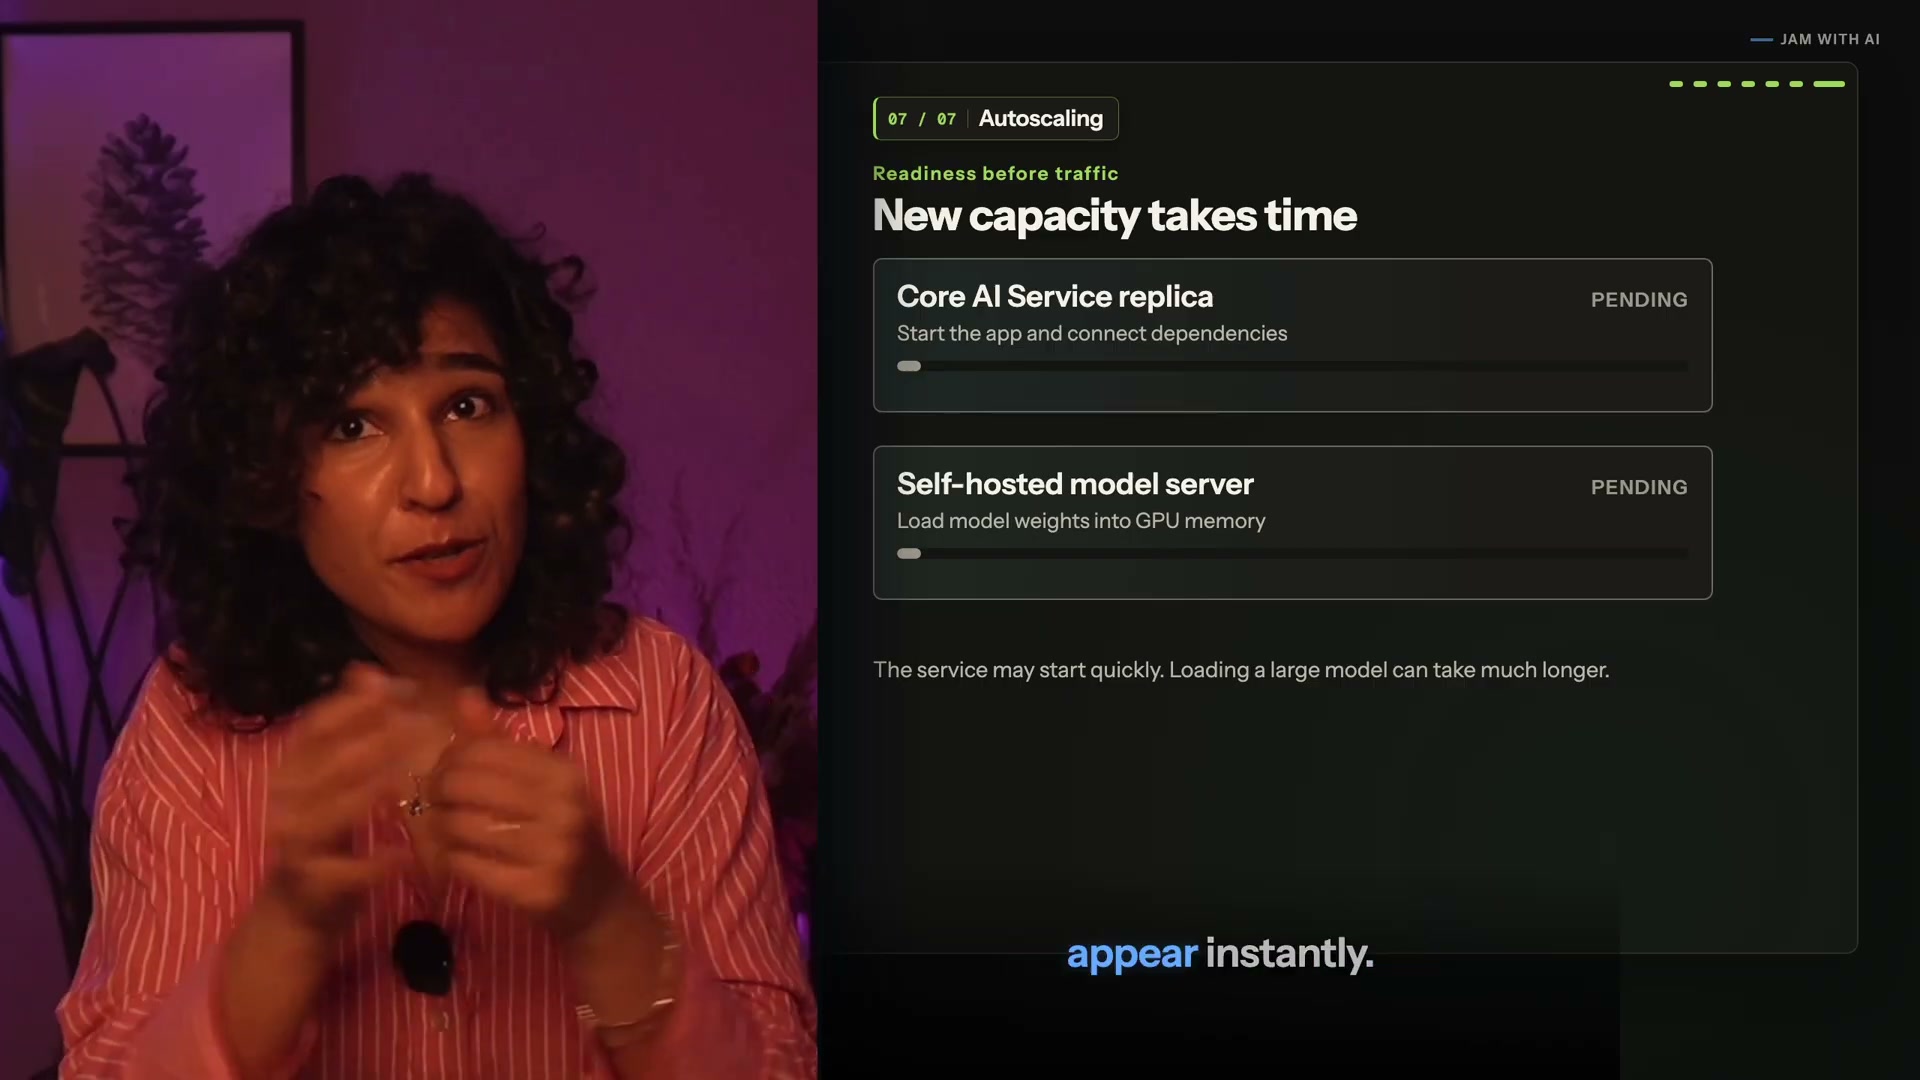 JAM WITH AI
07 / 07 Autoscaling
Readiness before traffic
New capacity takes time
Core AI Service replica
PENDING
Start the app and connect dependencies
Self-hosted model server
PENDING
Load model weights into GPU memory
The service may start quickly. Loading a large model can take much longer.
appear instantly.